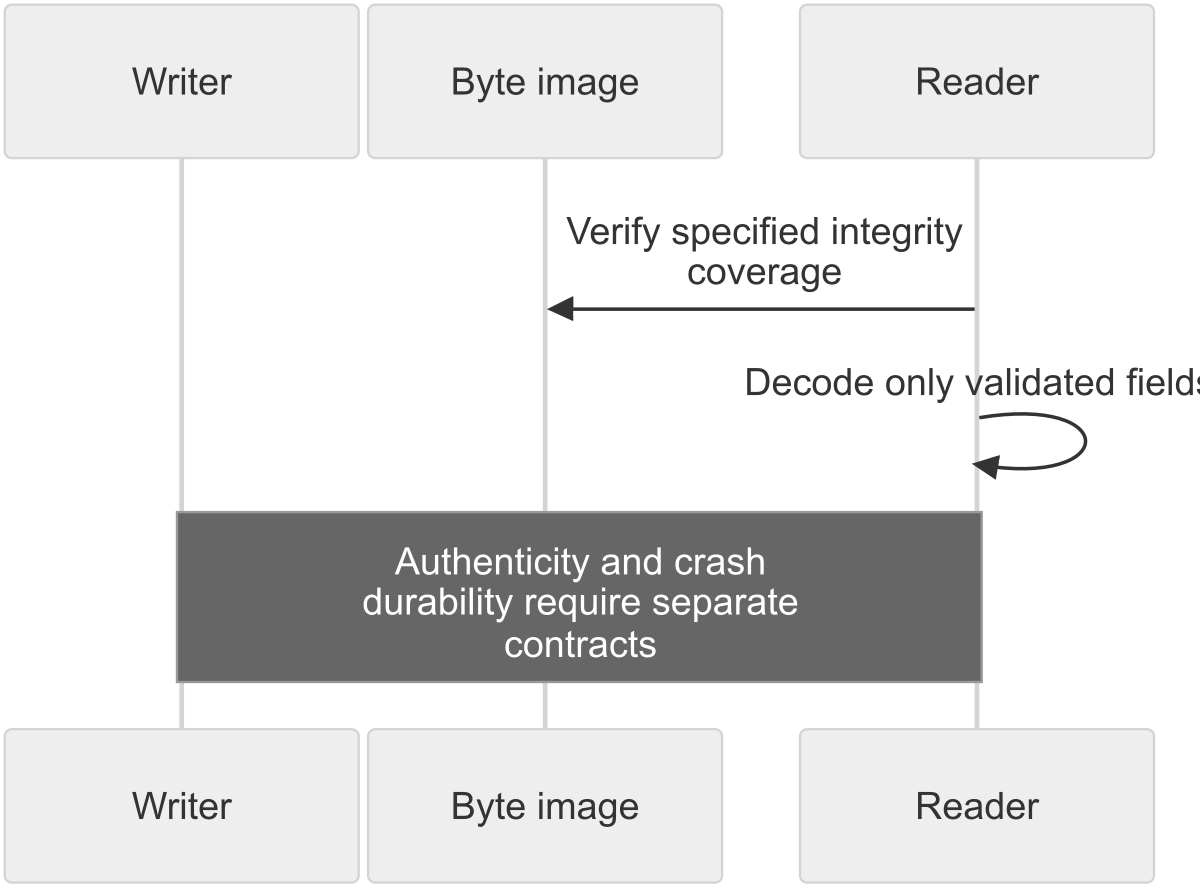 Writer
Byte image
Reader
Verify specified integrity
coverage
Decode only validated fields
Authenticity and crash
durability require separate
contracts
Writer
Byte image
Reader